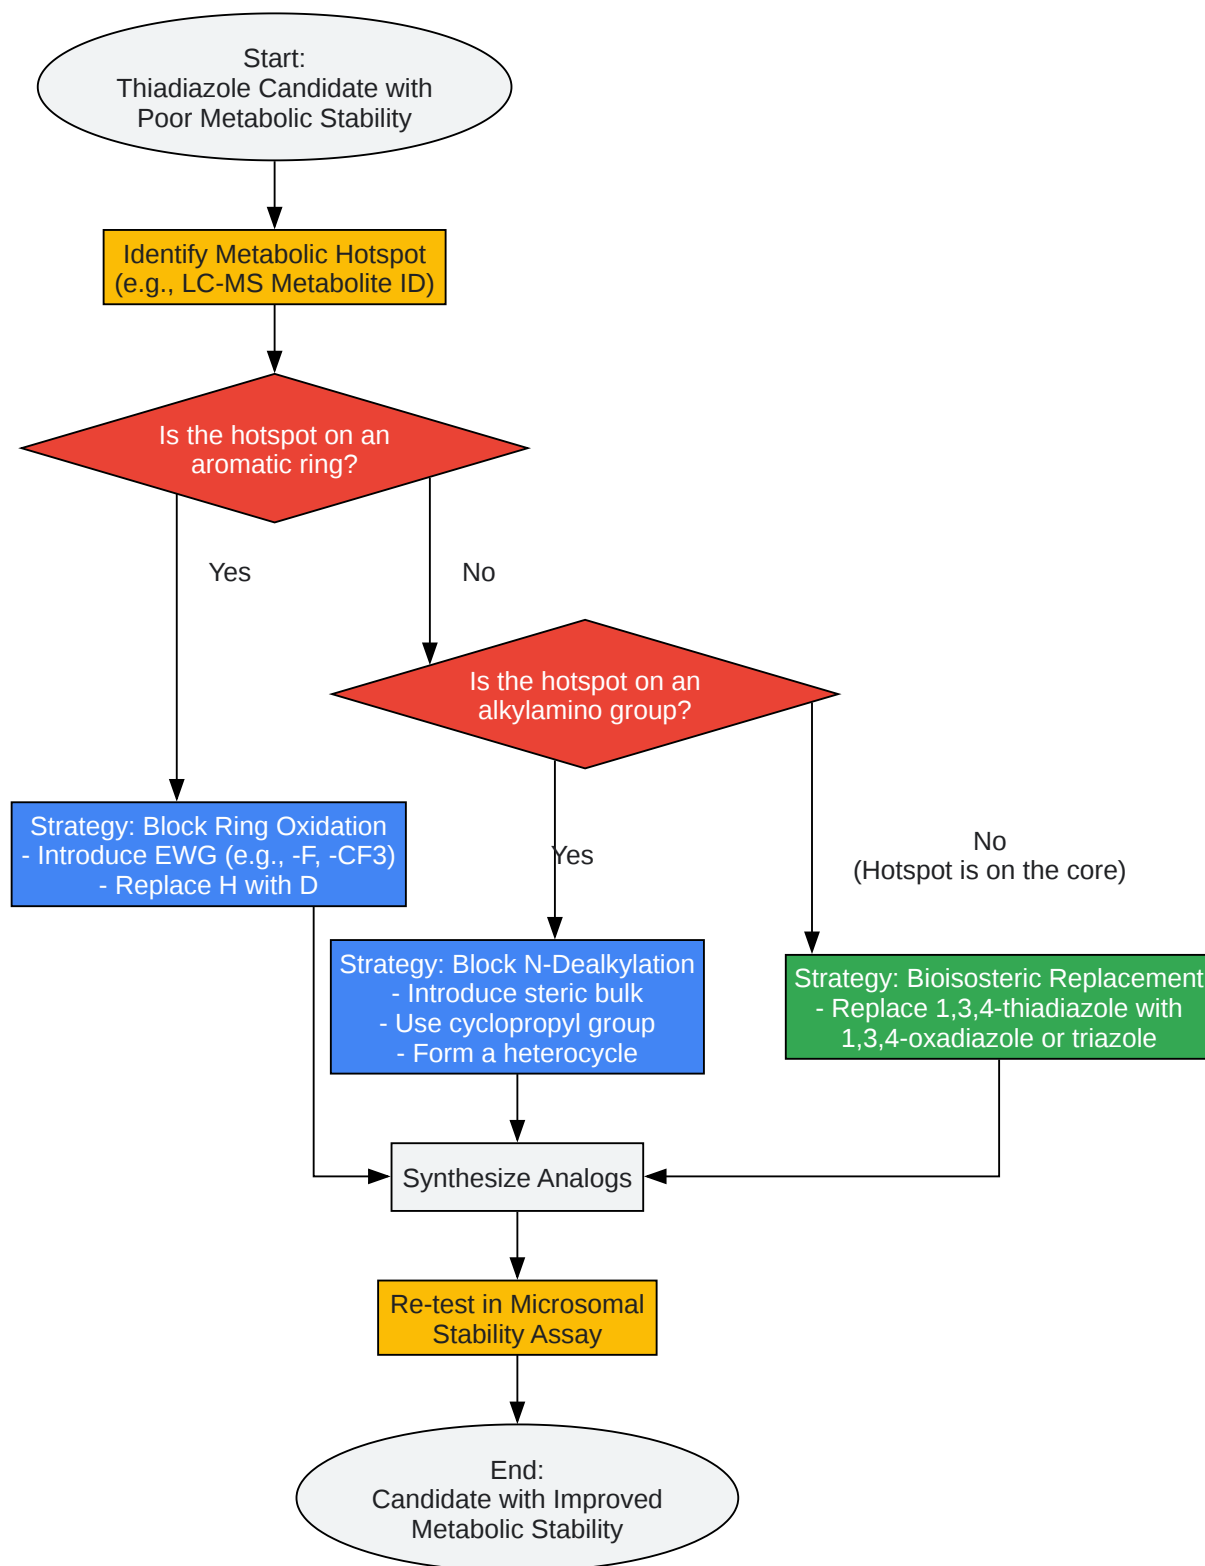 Start:
Thiadiazole Candidate with
Poor Metabolic Stability
Identify Metabolic Hotspot
(e.g., LC-MS Metabolite ID)
Is the hotspot on an
aromatic ring?
Yes
No
Is the hotspot on an
alkylamino group?
Strategy: Block Ring Oxidation
- Introduce EWG (e.g., -F, -CF3)
- Replace H with D
Yes
No
(Hotspot is on the core)
Strategy: Block N-Dealkylation
- Introduce steric bulk
- Use cyclopropyl group
- Form a heterocycle
Strategy: Bioisosteric Replacement
- Replace 1,3,4-thiadiazole with
1,3,4-oxadiazole or triazole
Synthesize Analogs
Re-test in Microsomal
Stability Assay
End:
Candidate with Improved
Metabolic Stability